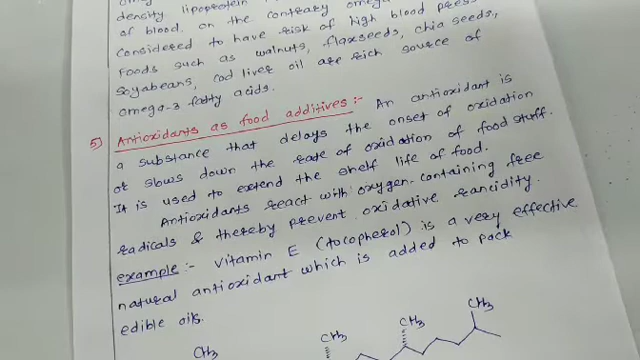 density lipoprotein
of blood. on the contrary omega
considered to have risk of high blood press
Foods such as walnuts, flaxseeds, chia seeds,
soyabeans, cod liver oil are rich source of
omega-3 fatty acids.
5) Antioxidants as food additives :- An antioxidant is
a substance that delays the onset of oxidation
or slows down the rate of oxidation of food stuff.
It is used to extend the shelf life of food.
Antioxidants react with oxygen-containing free
radicals & thereby prevent oxidative rancidity.
example :- Vitamin E (tocopherol) is a very effective
natural antioxidant which is added to pack
edible oils.
CH3
CH3
CH3
CH3